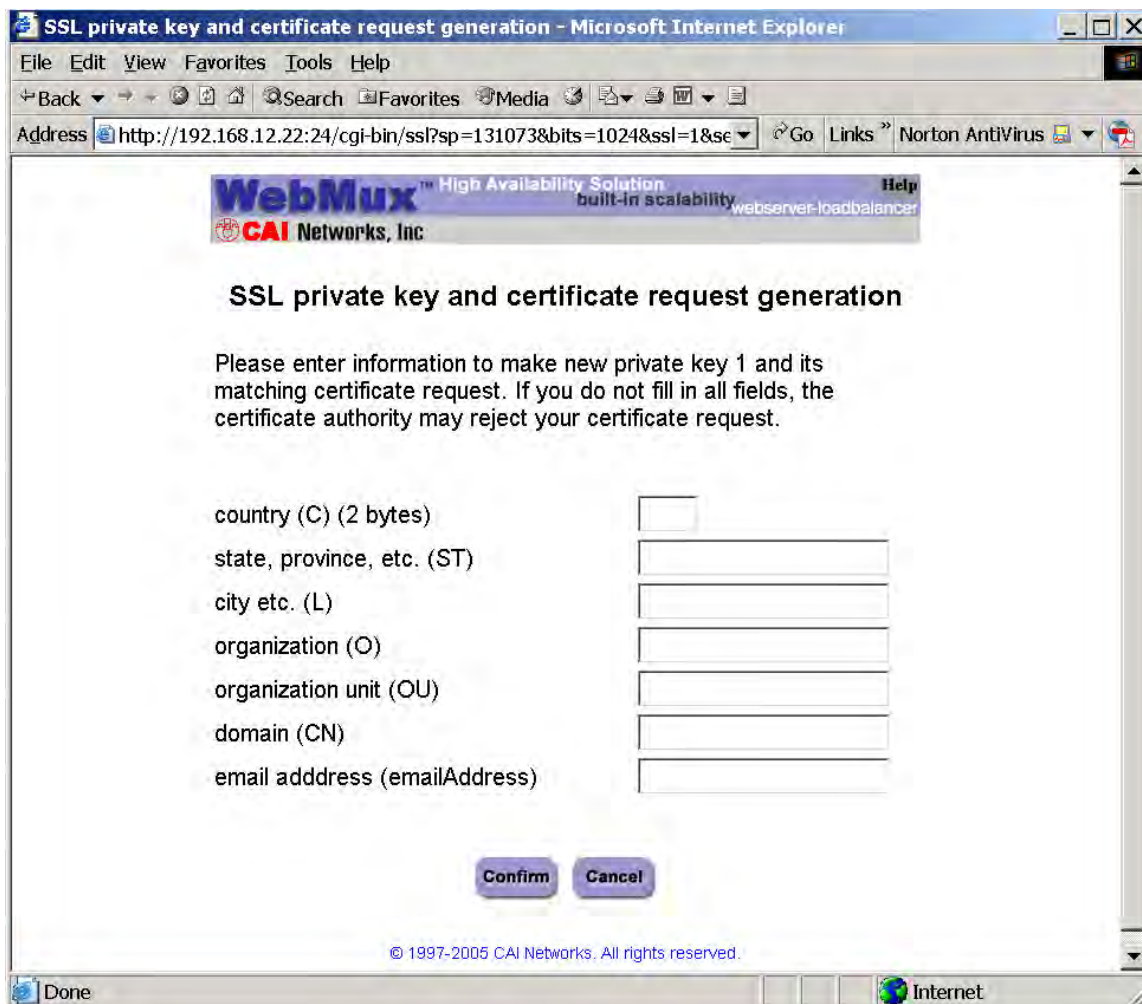 SSL private key and certificate request generation - Microsoft Internet Explorer
File Edit View Favorites Tools Help
Back Search Favorites Media
Address http://192.168.12.22:24/cgi-bin/ssl?sp=131073&bits=1024&ssl=1&se Go Links » Norton AntiVirus
WebMux™ High Availability Solution Help
built-in scalability
webserver-loadbalancer
CAI Networks, Inc
SSL private key and certificate request generation
Please enter information to make new private key 1 and its
matching certificate request. If you do not fill in all fields, the
certificate authority may reject your certificate request.
country (C) (2 bytes)
state, province, etc. (ST)
city etc. (L)
organization (O)
organization unit (OU)
domain (CN)
email adddress (emailAddress)
Confirm Cancel
© 1997-2005 CAI Networks. All rights reserved.
Done Internet